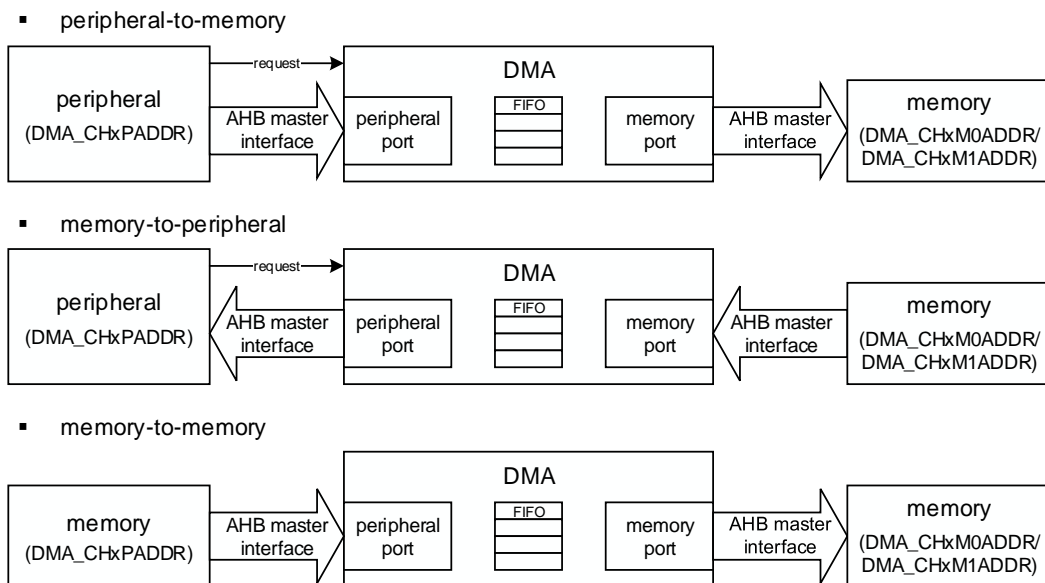 ▪ peripheral-to-memory
request
DMA
peripheral
(DMA_CHxPADDR)
AHB master
interface
peripheral
port
FIFO
memory
port
AHB master
interface
memory
(DMA_CHxM0ADDR/
DMA_CHxM1ADDR)
▪ memory-to-peripheral
request
DMA
peripheral
(DMA_CHxPADDR)
AHB master
interface
peripheral
port
FIFO
memory
port
AHB master
interface
memory
(DMA_CHxM0ADDR/
DMA_CHxM1ADDR)
▪ memory-to-memory
DMA
memory
(DMA_CHxPADDR)
AHB master
interface
peripheral
port
FIFO
memory
port
AHB master
interface
memory
(DMA_CHxM0ADDR/
DMA_CHxM1ADDR)